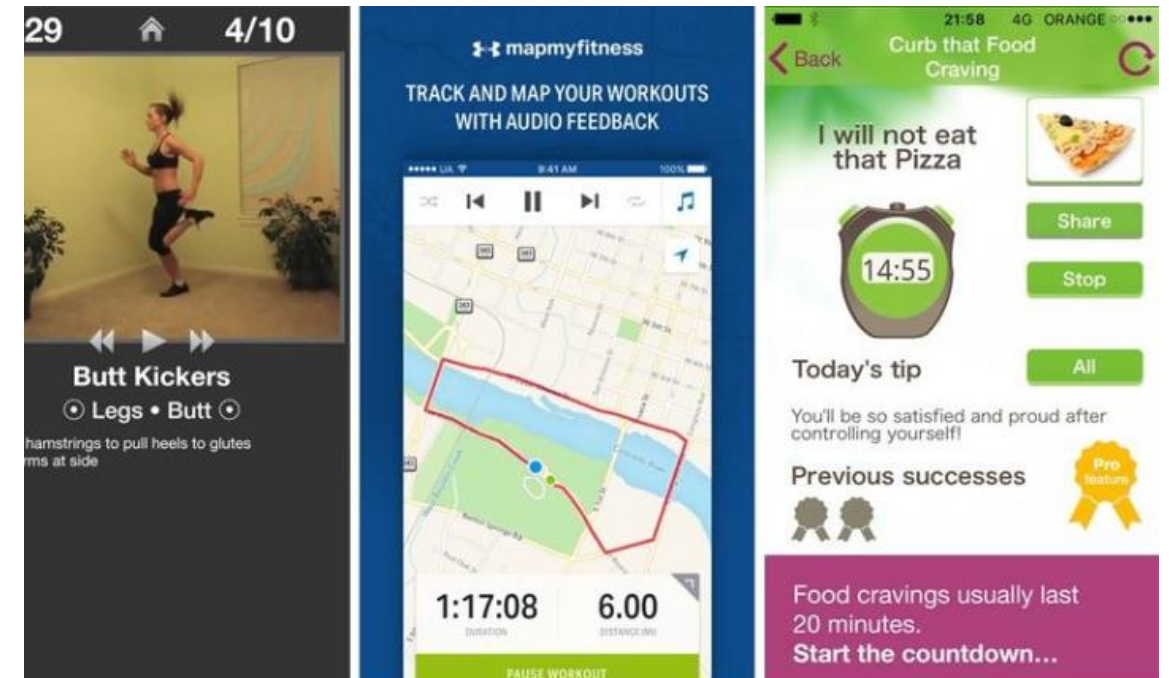 29
4/10
Butt Kickers
Legs • Butt
hamstrings to pull heels to glutes
rms at side
mapmyfitness
TRACK AND MAP YOUR WORKOUTS
WITH AUDIO FEEDBACK
UA
9:41 AM
100%
1:17:08
6.00
DURATION
DISTANCE (MI)
PAUSE WORKOUT
21:58
4G ORANGE
Back
Curb that Food
Craving
I will not eat
that Pizza
Share
14:55
Stop
Today's tip
All
You'll be so satisfied and proud after
controlling yourself!
Previous successes
Pro
feature
Food cravings usually last
20 minutes.
Start the countdown...